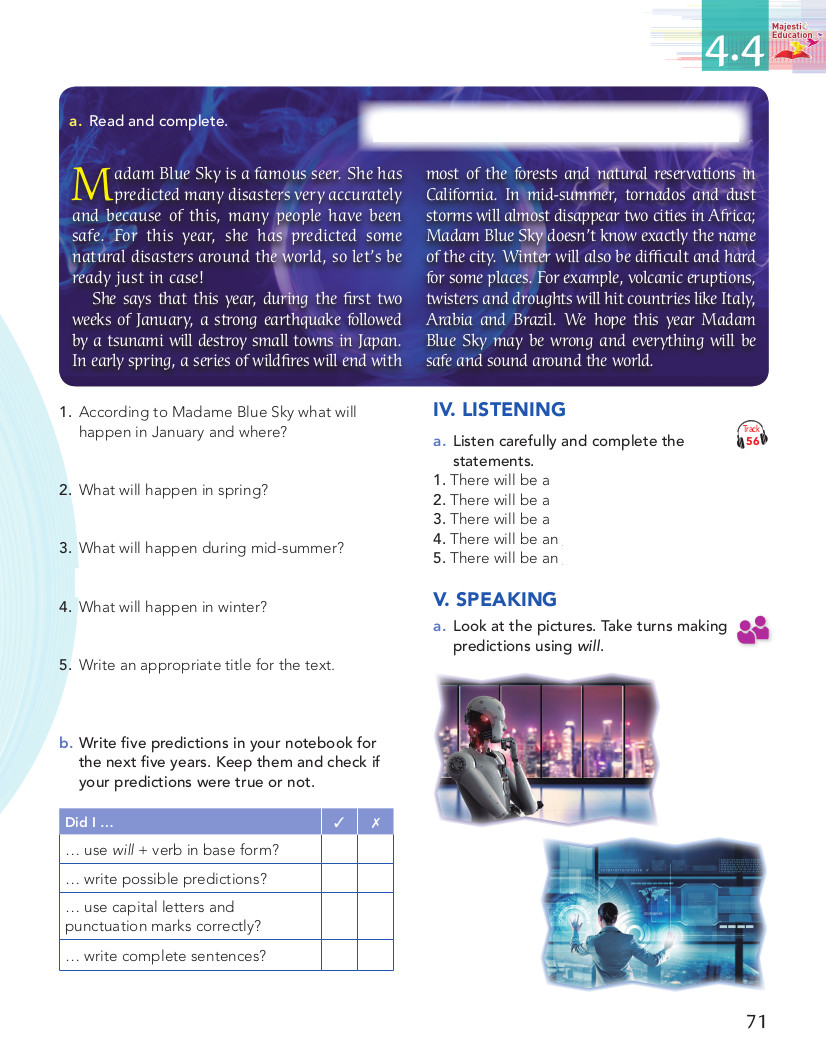 4.4
Majesti
Education
a. Read and complete.
Madam Blue Sky is a famous seer. She has
predicted many disasters very accurately
and because of this, many people have been
safe. For this year, she has predicted some
natural disasters around the world, so let's be
ready just in case!
She says that this year, during the first two
weeks of January, a strong earthquake followed
by a tsunami will destroy small towns in Japan.
In early spring, a series of wildfires will end with
most of the forests and natural reservations in
California. In mid-summer, tornados and dust
storms will almost disappear two cities in Africa;
Madam Blue Sky doesn't know exactly the name
of the city. Winter will also be difficult and hard
for some places. For example, volcanic eruptions,
twisters and droughts will hit countries like Italy,
Arabia and Brazil. We hope this year Madam
Blue Sky may be wrong and everything will be
safe and sound around the world.
1. According to Madame Blue Sky what will
happen in January and where?
2. What will happen in spring?
3. What will happen during mid-summer?
4. What will happen in winter?
5. Write an appropriate title for the text.
b. Write five predictions in your notebook for
the next five years. Keep them and check if
your predictions were true or not.
Did I ... ✓ ✗
... use will + verb in base form?
... write possible predictions?
... use capital letters and
punctuation marks correctly?
... write complete sentences?
IV. LISTENING
a. Listen carefully and complete the
statements.
Track
56
1. There will be a
2. There will be a
3. There will be a
4. There will be an
5. There will be an
V. SPEAKING
a. Look at the pictures. Take turns making
predictions using will.
71